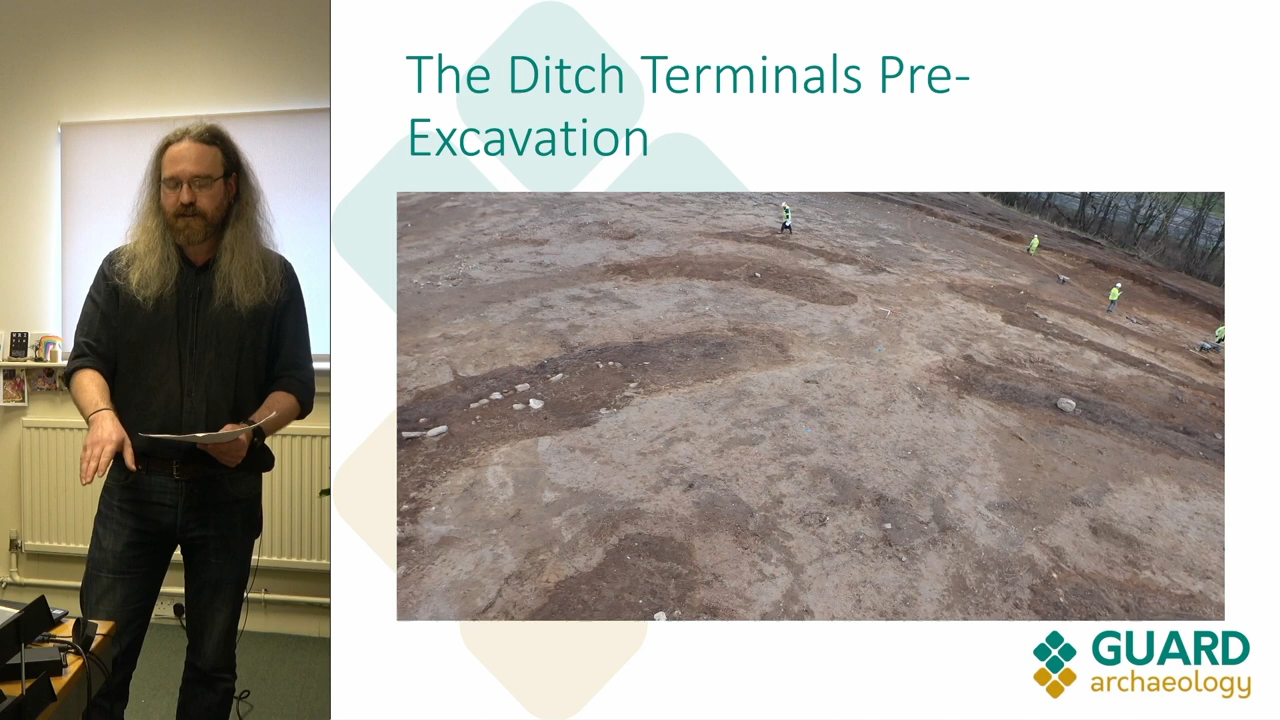 The Ditch Terminals Pre-
Excavation
GUARD
archaeology